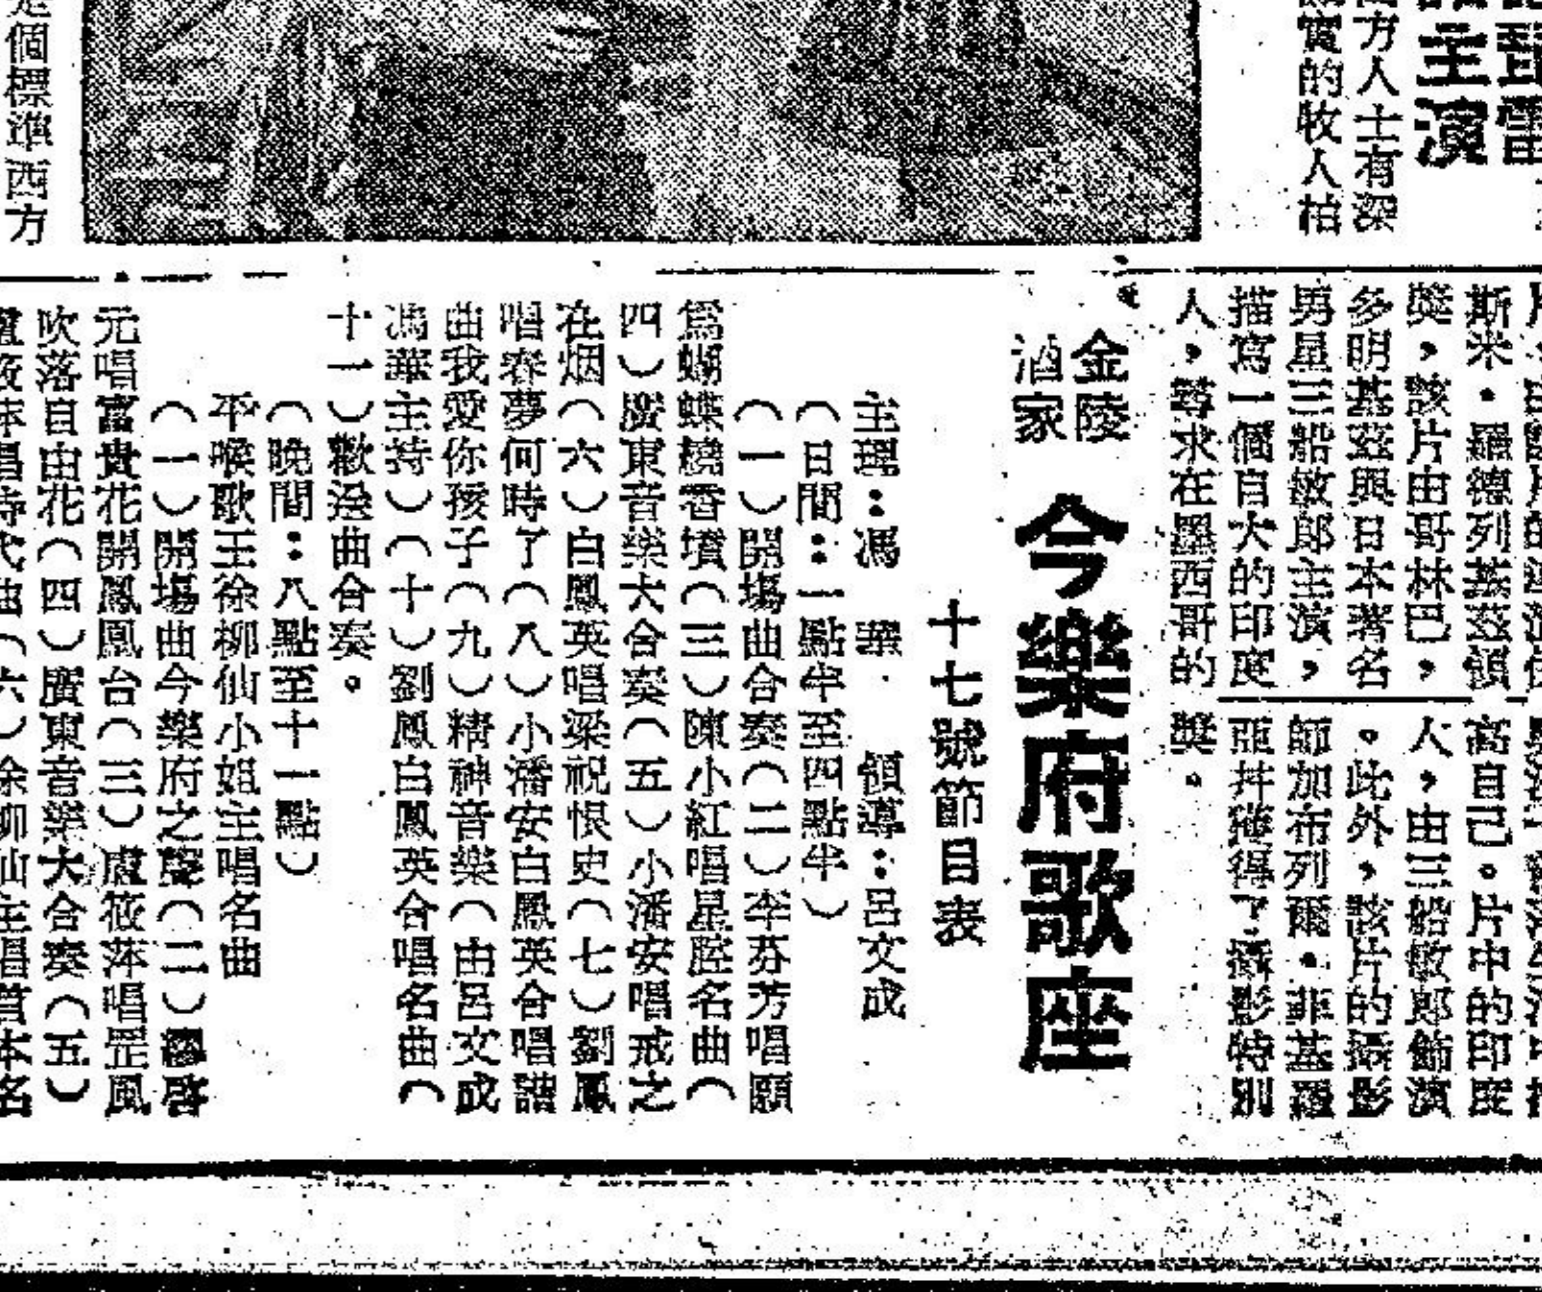 主演
方人士有深
實的牧人柏
是個標準西方
斯米·羅德列基茲領
獎，該片由哥林巴，
多明基茲與日本著名
男星三船敏郎主演，
描寫一個自大的印度
人，尋求在墨西哥的
高自己。片中的印度
人，由三船敏郎飾演
。此外，該片的攝影
師加布列爾·非基羅
亞并獲得了攝影特別
獎。
金陵
酒家
今樂府歌座
十七號節目表
主理：馮華 領導：呂文成
（日間：一點半至四點半）
（一）開塲曲合奏（二）李芬芳唱願
爲蝴蝶繞香墳（三）陳小紅唱星腔名曲（
四）廣東音樂大合奏（五）小潘安唱戒之
在烟（六）白鳳英唱梁祝恨史（七）劉鳳
唱春夢何時了（八）小潘安白鳳英合唱諧
曲我愛你孩子（九）精神音樂（由呂文成
馮華主持）（十）劉鳳白鳳英合唱名曲（
十一）歡送曲合奏。
（晚間：八點至十一點）
平喉歌王徐柳仙小姐主唱名曲
（一）開塲曲今樂府之聲（二）廖啓
元唱富貴花開鳳凰台（三）盧筱萍唱罡風
吹落自由花（四）廣東音樂大合奏（五）
盧筱萍唱時代曲（六）徐柳仙主唱首本名